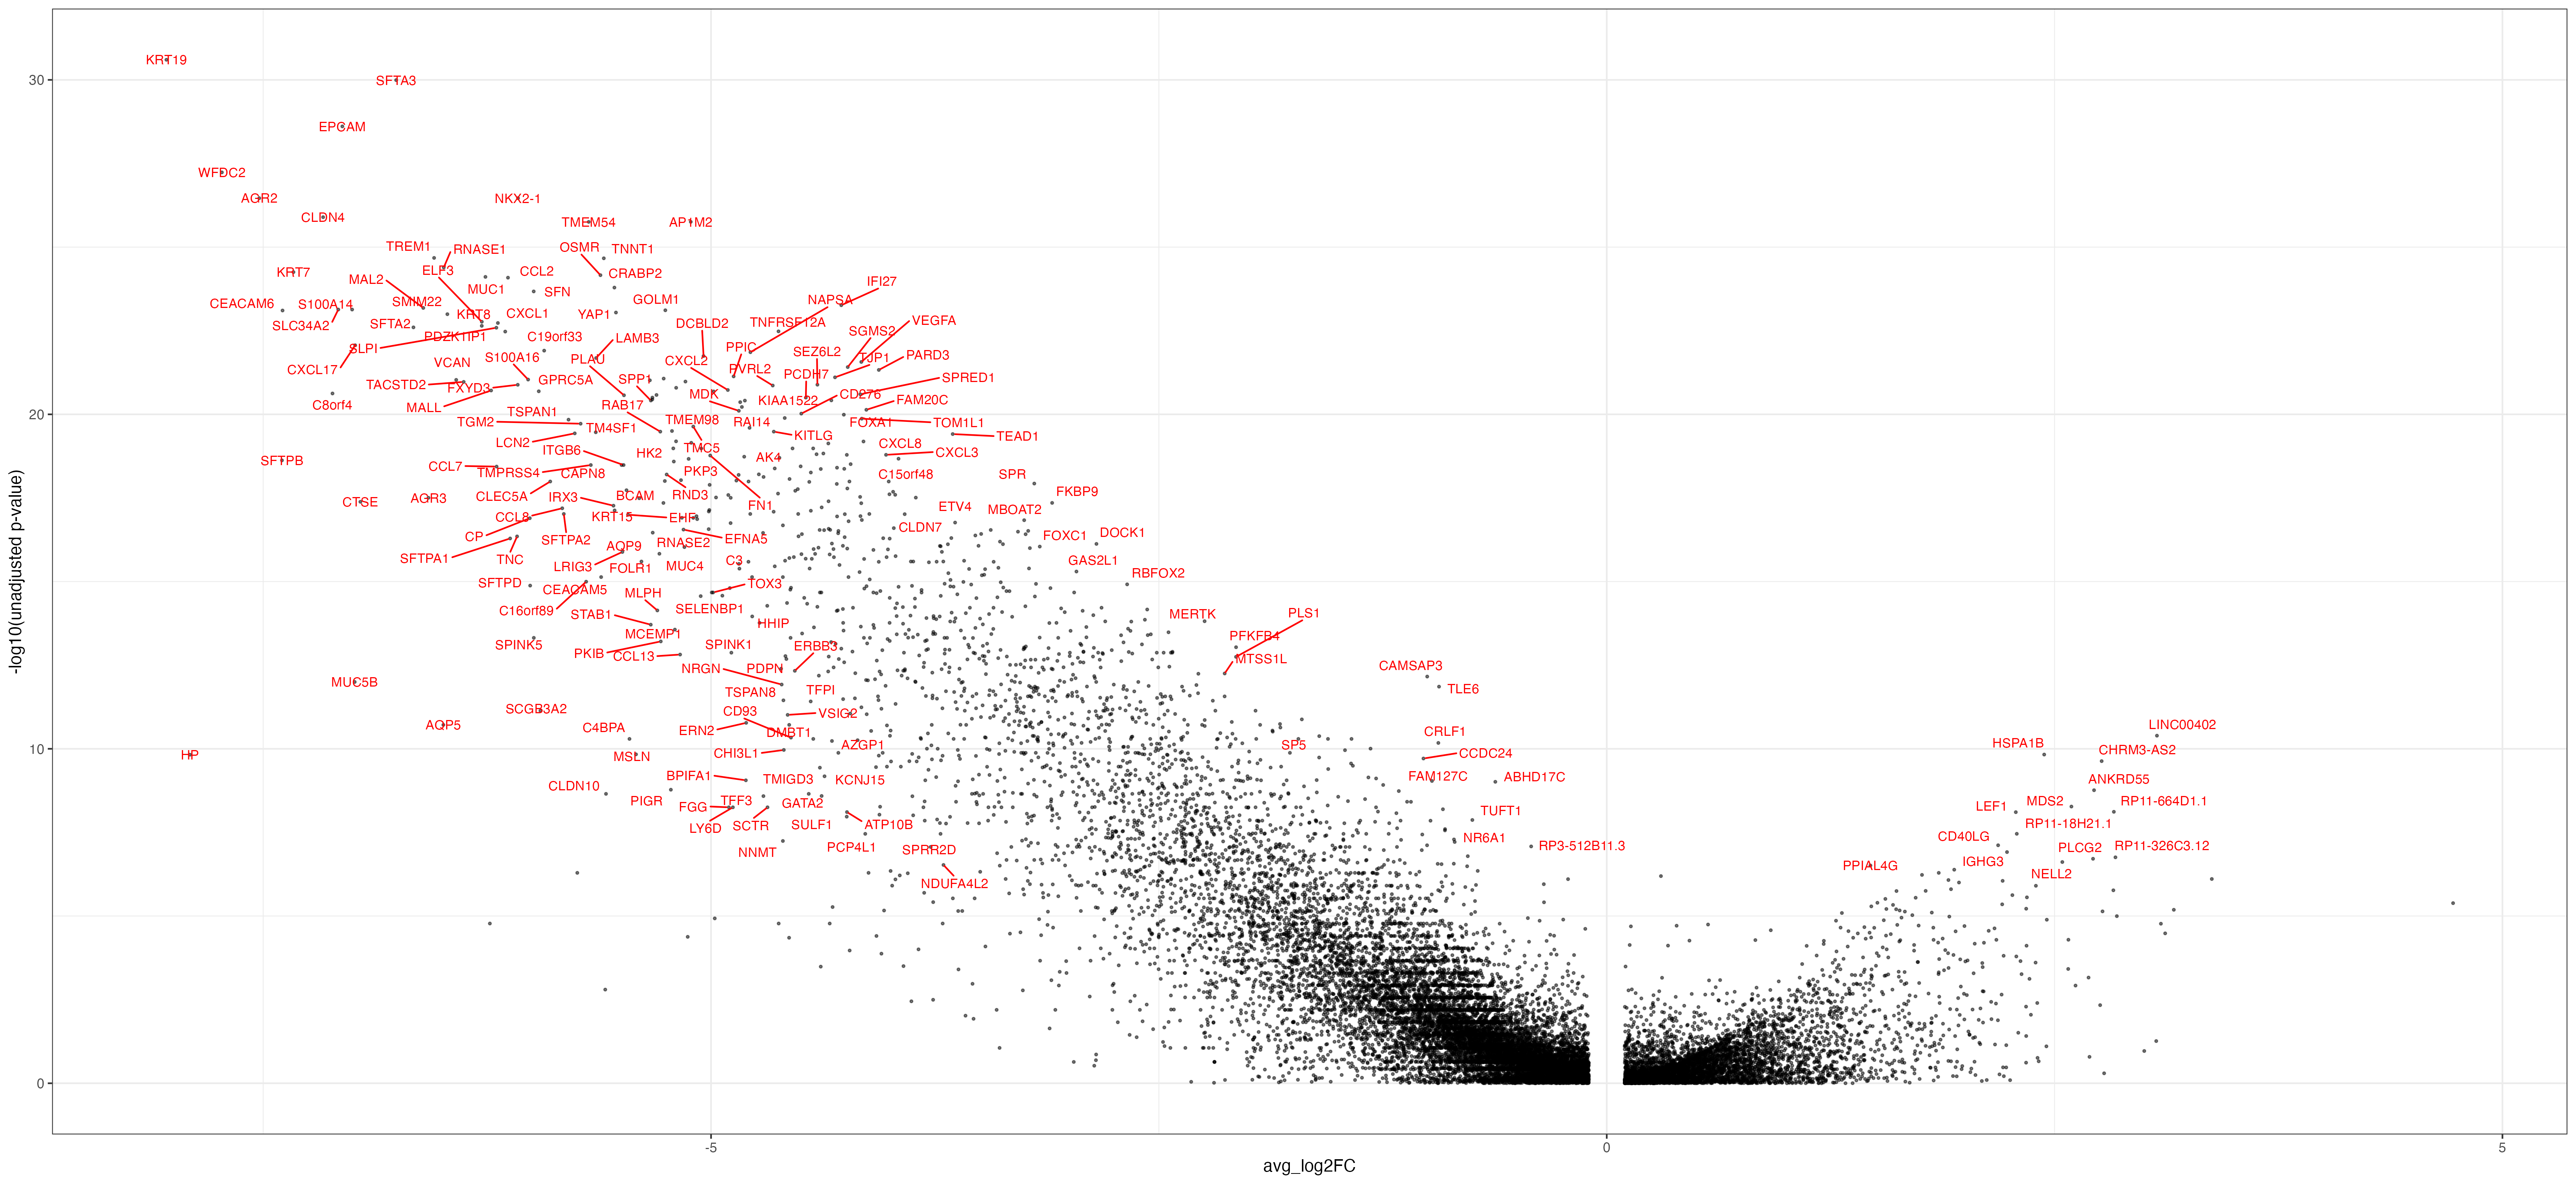 KRT19
30
SFTA3
EPCAM
WFDC2
AGR2
NKX2-1
CLDN4
TMEM54
AP1M2
TREM1
RNASE1
OSMR
TNNT1
KRT7
ELF3
CCL2
CRABP2
MAL2
IFI27
MUC1
SFN
CEACAM6
S100A14
SMIM22
GOLM1
NAPSA
SLC34A2
SFTA2
KRT8
CXCL1
YAP1
DCBLD2
TNFRSF12A
VEGFA
SGMS2
SLPI
PDZK1IP1
C19orf33
LAMB3
PPIC
SEZ6L2
TJP1
PARD3
CXCL17
VCAN
S100A16
PLAU
CXCL2
PVRL2
PCDH7
TACSTD2
FXYD3
GPRC5A
SPP1
SPRED1
MDK
CD276
C8orf4
MALL
KIAA1522
FAM20C
20
TSPAN1
RAB17
TGM2
TM4SF1
TMEM98
RAI14
FOXA1
TOM1L1
LCN2
KITLG
TEAD1
ITGB6
HK2
TMC5
CXCL8
CXCL3
SFTPB
CCL7
AK4
TMPRSS4
CAPN8
PKP3
C15orf48
SPR
CTSE
AGR3
CLEC5A
IRX3
BCAM
RND3
FN1
FKBP9
ETV4
MBOAT2
CCL8
KRT15
EHF
CLDN7
CP
SFTPA2
RNASE2
EFNA5
FOXC1
DOCK1
SFTPA1
TNC
AQP9
C3
GAS2L1
LRIG3
FOLR1
MUC4
RBFOX2
SFTPD
CEACAM5
TOX3
MLPH
C16orf89
STAB1
SELENBP1
MERTK
PLS1
HHIP
SPINK5
MCEMP1
SPINK1
ERBB3
PFKFB4
PKIB
CCL13
MTSS1L
NRGN
PDPN
CAMSAP3
MUC5B
TSPAN8
TFPI
TLE6
SCGB3A2
CD93
VSIG2
AQP5
C4BPA
ERN2
DMBT1
CRLF1
LINC00402
AZGP1
SP5
HSPA1B
CHRM3-AS2
10
HP
MSLN
CHI3L1
CCDC24
BPIFA1
TMIGD3
KCNJ15
FAM127C
ABHD17C
ANKRD55
CLDN10
PIGR
FGG
TFF3
GATA2
LEF1
MDS2
RP11-664D1.1
TUFT1
LY6D
SCTR
SULF1
ATP10B
RP11-18H21.1
CD40LG
NNMT
PCP4L1
SPRR2D
NR6A1
RP3-512B11.3
PLCG2
RP11-326C3.12
PPIAL4G
IGHG3
NELL2
NDUFA4L2
0
-5
0
5
avg_log2FC
-log10(unadjusted p-value)